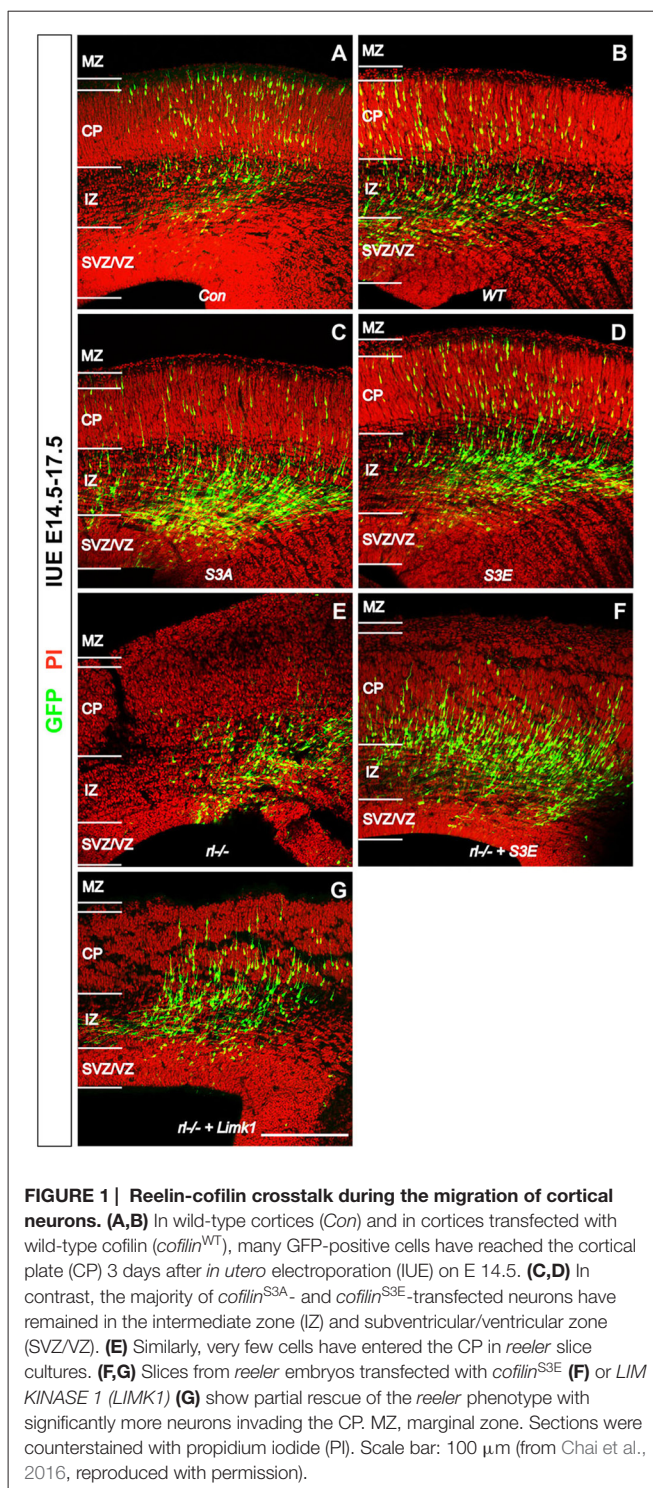 IUE E14.5-17.5
GFP PI
A
MZ
CP
IZ
SVZ/VZ
Con
B
MZ
CP
IZ
SVZ/VZ
WT
C
MZ
CP
IZ
SVZ/VZ
S3A
D
MZ
CP
IZ
SVZ/VZ
S3E
E
MZ
CP
IZ
SVZ/VZ
rl-/-
F
MZ
CP
IZ
SVZ/VZ
rl-/- + S3E
G
MZ
CP
IZ
SVZ/VZ
rl-/- + Limk1
FIGURE 1 | Reelin-cofilin crosstalk during the migration of cortical
neurons. (A,B) In wild-type cortices (Con) and in cortices transfected with
wild-type cofilin (cofilinWT), many GFP-positive cells have reached the cortical
plate (CP) 3 days after in utero electroporation (IUE) on E 14.5. (C,D) In
contrast, the majority of cofilinS3A- and cofilinS3E-transfected neurons have
remained in the intermediate zone (IZ) and subventricular/ventricular zone
(SVZ/VZ). (E) Similarly, very few cells have entered the CP in reeler slice
cultures. (F,G) Slices from reeler embryos transfected with cofilinS3E (F) or LIM
KINASE 1 (LIMK1) (G) show partial rescue of the reeler phenotype with
significantly more neurons invading the CP. MZ, marginal zone. Sections were
counterstained with propidium iodide (PI). Scale bar: 100 μm (from Chai et al.,
2016, reproduced with permission).